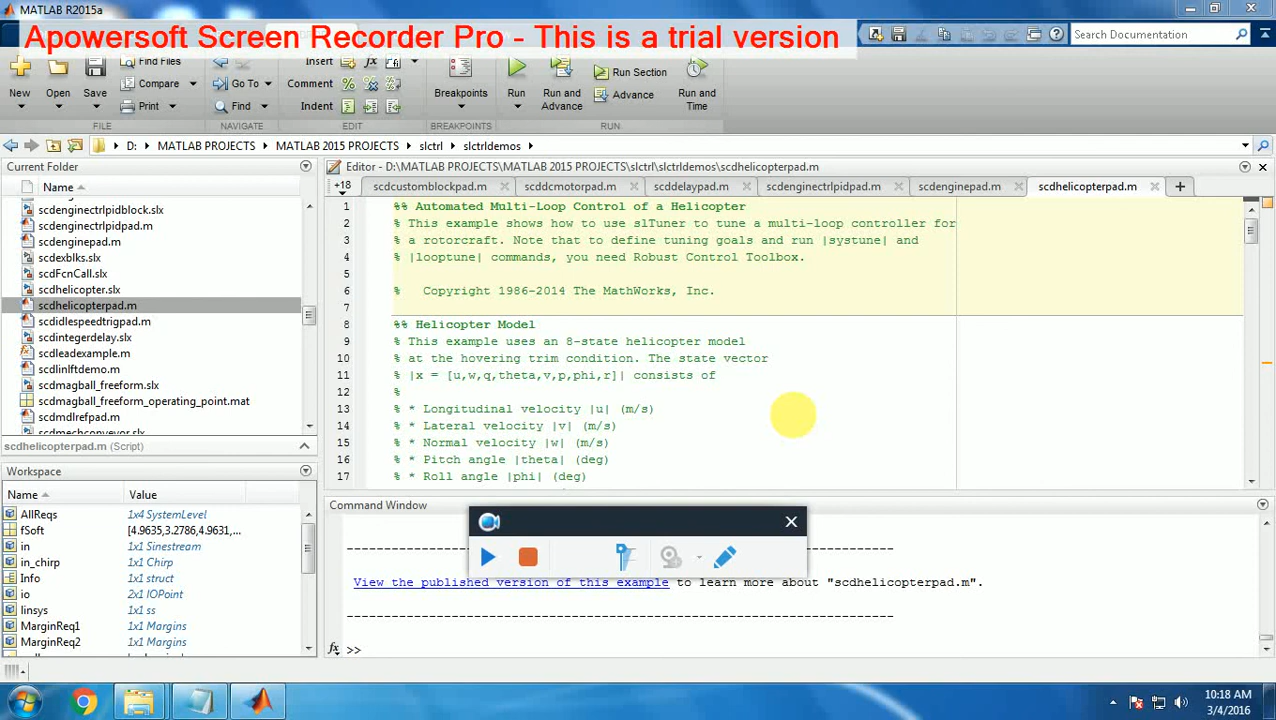 MATLAB R2015a
Apowersoft Screen Recorder Pro - This is a trial version
Search Documentation
New
Open
Save
Find Files
Compare
Print
Go To
Find
Insert
fx
Comment
Indent
Breakpoints
Run
Run and Advance
Run Section
Advance
Run and Time
FILE
NAVIGATE
EDIT
BREAKPOINTS
RUN
D: ▸ MATLAB PROJECTS ▸ MATLAB 2015 PROJECTS ▸ slctrl ▸ slctrldemos ▸
Current Folder
Name
scdenginectrlpidblock.slx
scdenginectrlpidpad.m
scdenginepad.m
scdexblks.slx
scdFcnCall.slx
scdhelicopter.slx
scdhelicopterpad.m
scdidlespeedtrigpad.m
scdintegerdelay.slx
scdleadexample.m
scdlinlftdemo.m
scdmagball_freeform.slx
scdmagball_freeform_operating_point.mat
scdmdlrefpad.m
scdmechconveyor.slx
scdhelicopterpad.m (Script)
Workspace
Name Value
AllReqs 1x4 SystemLevel
fSoft [4.9635,3.2786,4.9631,...
in 1x1 Sinestream
in_chirp 1x1 Chirp
Info 1x1 struct
io 2x1 IOPoint
linsys 1x1 ss
MarginReq1 1x1 Margins
MarginReq2 1x1 Margins
Editor - D:\MATLAB PROJECTS\MATLAB 2015 PROJECTS\slctrl\slctrldemos\scdhelicopterpad.m
+18 scdcustomblockpad.m scddcmotorpad.m scddelaypad.m scdenginectrlpidpad.m scdenginepad.m scdhelicopterpad.m
1 %% Automated Multi-Loop Control of a Helicopter
2 % This example shows how to use slTuner to tune a multi-loop controller for
3 % a rotorcraft. Note that to define tuning goals and run |systune| and
4 % |looptune| commands, you need Robust Control Toolbox.
5
6 % Copyright 1986-2014 The MathWorks, Inc.
7
8 %% Helicopter Model
9 % This example uses an 8-state helicopter model
10 % at the hovering trim condition. The state vector
11 % |x = [u,w,q,theta,v,p,phi,r]| consists of
12 %
13 % * Longitudinal velocity |u| (m/s)
14 % * Lateral velocity |v| (m/s)
15 % * Normal velocity |w| (m/s)
16 % * Pitch angle |theta| (deg)
17 % * Roll angle |phi| (deg)
Command Window
View the published version of this example to learn more about "scdhelicopterpad.m".
fx >>
10:18 AM
3/4/2016